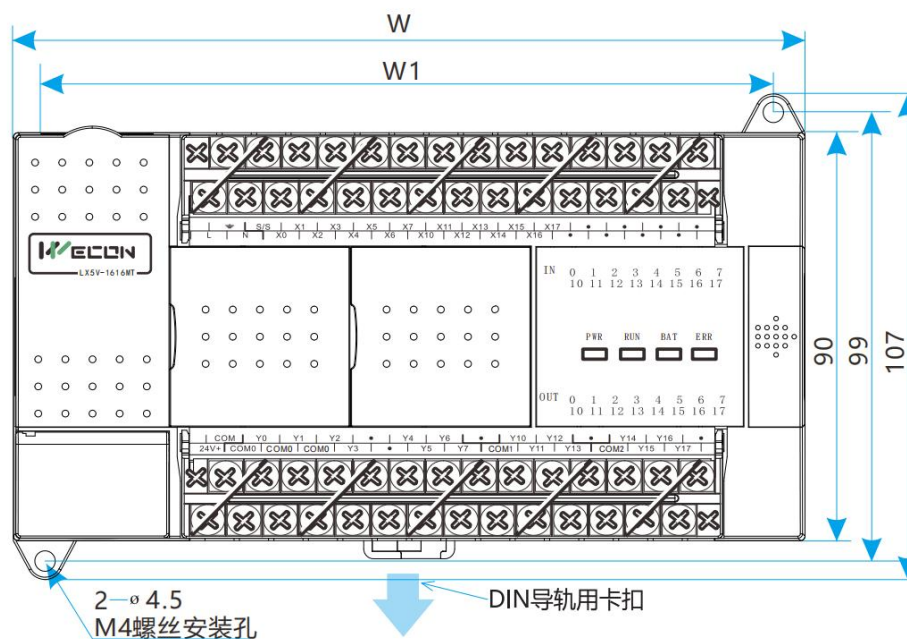 W
W1
S/S X1 X3 X5 X7 X11 X13 X15 X17 • • • •
L N X0 X2 X4 X6 X10 X12 X14 X16 • • • •
WECON
LX5V-1616MT
IN 0 1 2 3 4 5 6 7
10 11 12 13 14 15 16 17
PWR RUN BAT ERR
OUT 0 1 2 3 4 5 6 7
10 11 12 13 14 15 16 17
90
99
107
COM Y0 Y1 Y2 • Y4 Y6 • Y10 Y12 • Y14 Y16 •
24V+ COM0 COM0 COM0 Y3 • Y5 Y7 COM1 Y11 Y13 COM2 Y15 Y17
2—ø 4.5
M4螺丝安装孔
DIN导轨用卡扣